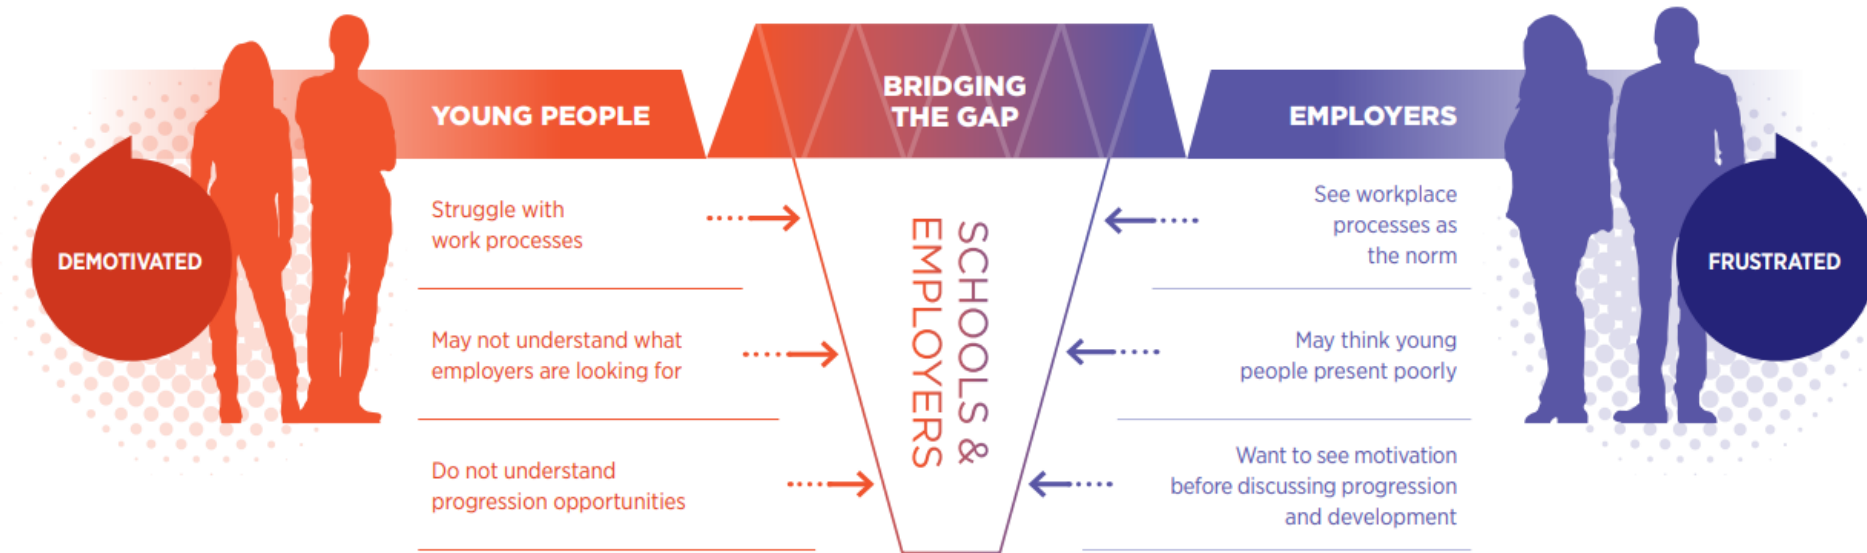 BRIDGING
THE GAP
YOUNG PEOPLE
EMPLOYERS
DEMOTIVATED
Struggle with
work processes
May not understand what
employers are looking for
Do not understand
progression opportunities
SCHOOLS &
EMPLOYERS
See workplace
processes as
the norm
May think young
people present poorly
Want to see motivation
before discussing progression
and development
FRUSTRATED